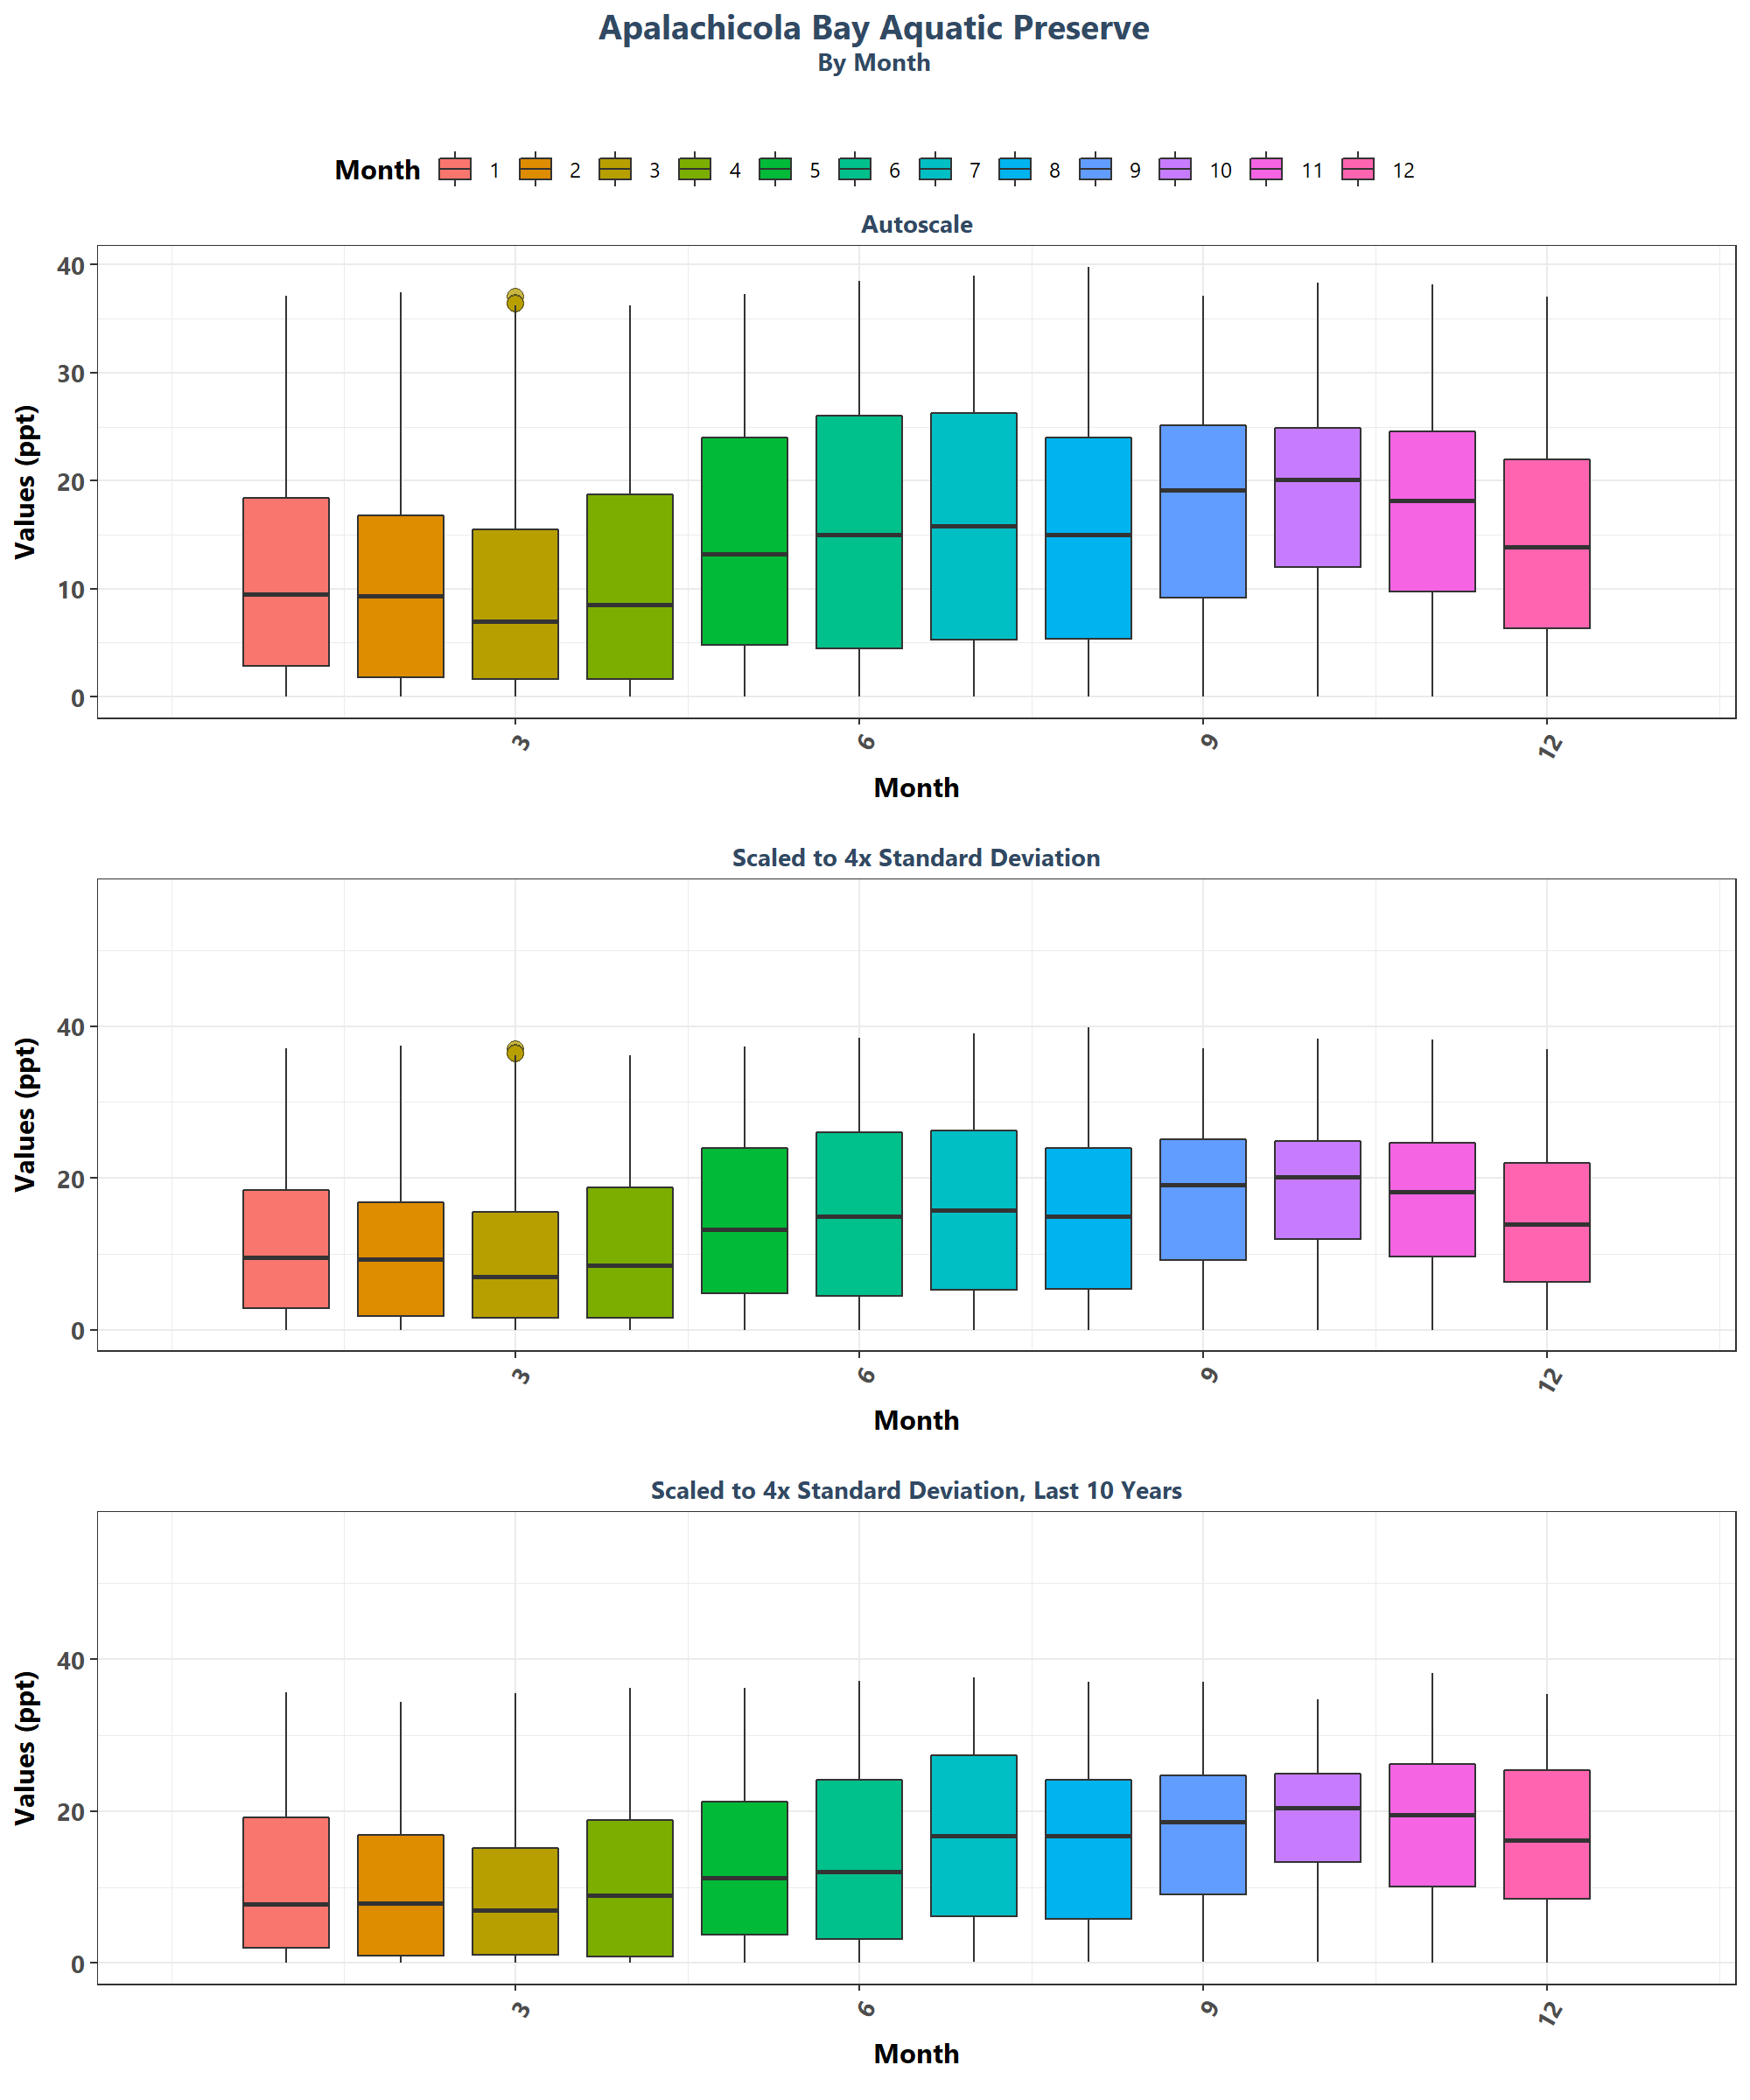 Apalachicola Bay Aquatic Preserve
By Month
Month 1 2 3 4 5 6 7 8 9 10 11 12
Autoscale
40
30
20
10
0
Values (ppt)
3 6 9 12
Month
Scaled to 4x Standard Deviation
40
20
0
Values (ppt)
3 6 9 12
Month
Scaled to 4x Standard Deviation, Last 10 Years
40
20
0
Values (ppt)
3 6 9 12
Month